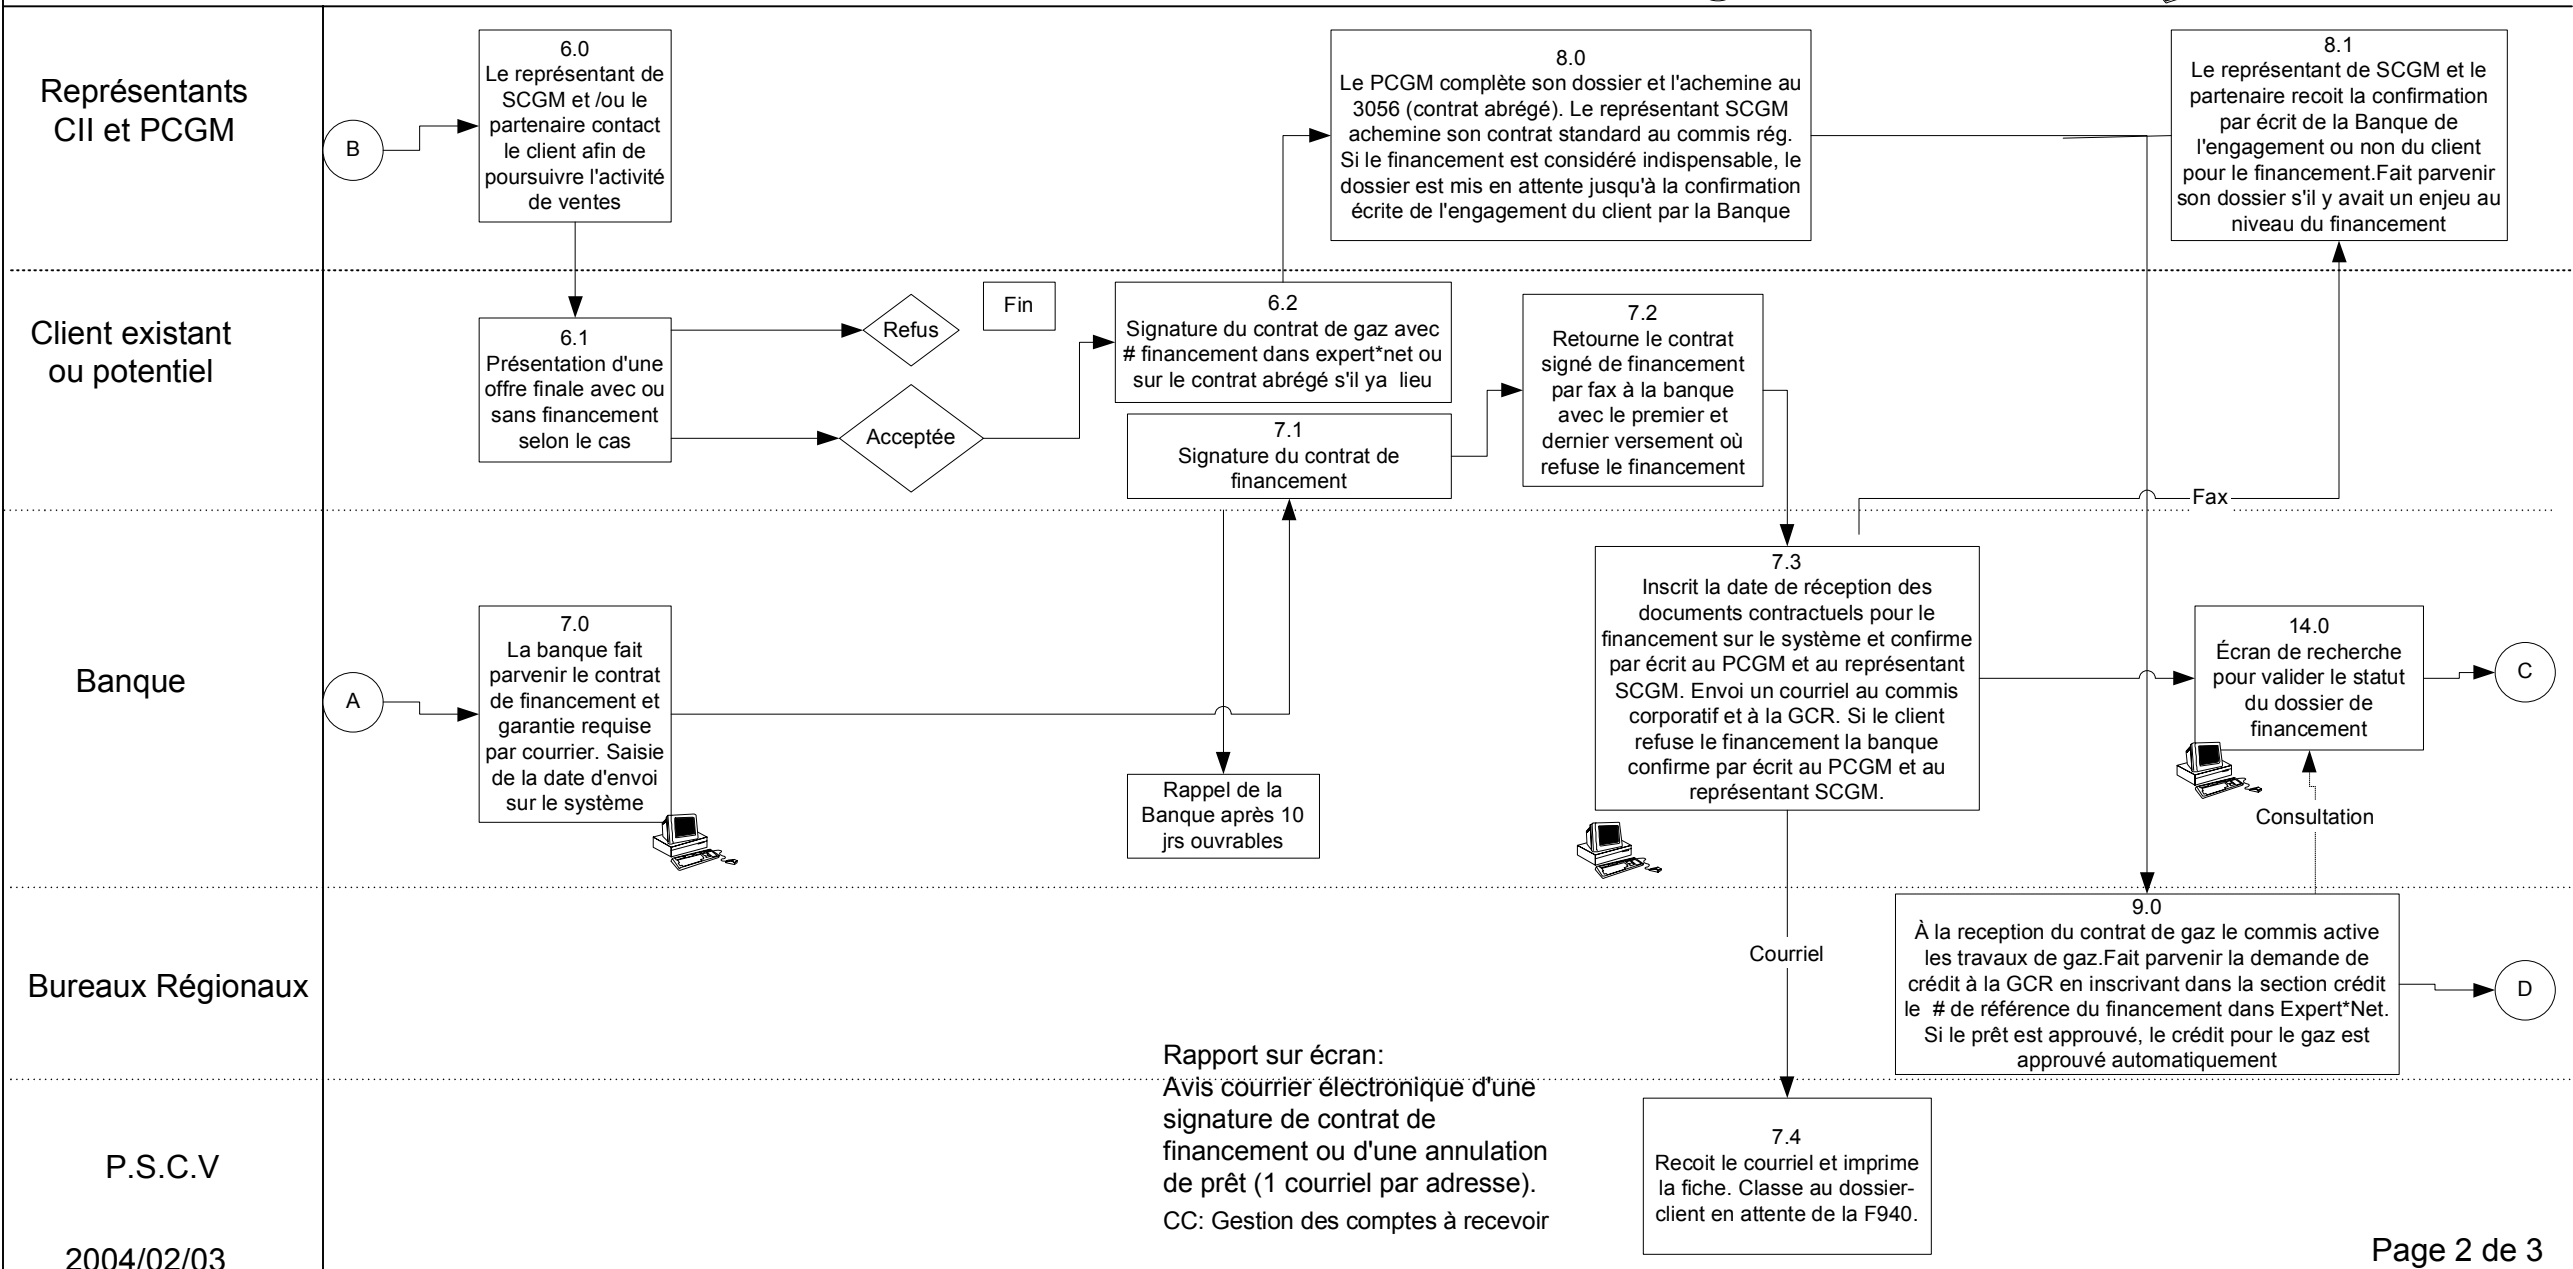 Représentants
CII et PCGM
B
6.0
Le représentant de
SCGM et /ou le
partenaire contact
le client afin de
poursuivre l'activité
de ventes
8.0
Le PCGM complète son dossier et l'achemine au
3056 (contrat abrégé). Le représentant SCGM
achemine son contrat standard au commis rég.
Si le financement est considéré indispensable, le
dossier est mis en attente jusqu'à la confirmation
écrite de l'engagement du client par la Banque
8.1
Le représentant de SCGM et le
partenaire recoit la confirmation
par écrit de la Banque de
l'engagement ou non du client
pour le financement.Fait parvenir
son dossier s'il y avait un enjeu au
niveau du financement
Client existant
ou potentiel
6.1
Présentation d'une
offre finale avec ou
sans financement
selon le cas
Refus
Fin
Acceptée
6.2
Signature du contrat de gaz avec
# financement dans expert*net ou
sur le contrat abrégé s'il ya lieu
7.1
Signature du contrat de
financement
7.2
Retourne le contrat
signé de financement
par fax à la banque
avec le premier et
dernier versement où
refuse le financement
Fax
Banque
A
7.0
La banque fait
parvenir le contrat
de financement et
garantie requise
par courrier. Saisie
de la date d'envoi
sur le système
Rappel de la
Banque après 10
jrs ouvrables
7.3
Inscrit la date de réception des
documents contractuels pour le
financement sur le système et confirme
par écrit au PCGM et au représentant
SCGM. Envoi un courriel au commis
corporatif et à la GCR. Si le client
refuse le financement la banque
confirme par écrit au PCGM et au
représentant SCGM.
14.0
Écran de recherche
pour valider le statut
du dossier de
financement
C
Consultation
Bureaux Régionaux
Courriel
9.0
À la reception du contrat de gaz le commis active
les travaux de gaz.Fait parvenir la demande de
crédit à la GCR en inscrivant dans la section crédit
le # de référence du financement dans Expert*Net.
Si le prêt est approuvé, le crédit pour le gaz est
approuvé automatiquement
D
Rapport sur écran:
Avis courrier électronique d'une
signature de contrat de
financement ou d'une annulation
de prêt (1 courriel par adresse).
CC: Gestion des comptes à recevoir
P.S.C.V
7.4
Recoit le courriel et imprime
la fiche. Classe au dossier-
client en attente de la F940.
2004/02/03
Page 2 de 3